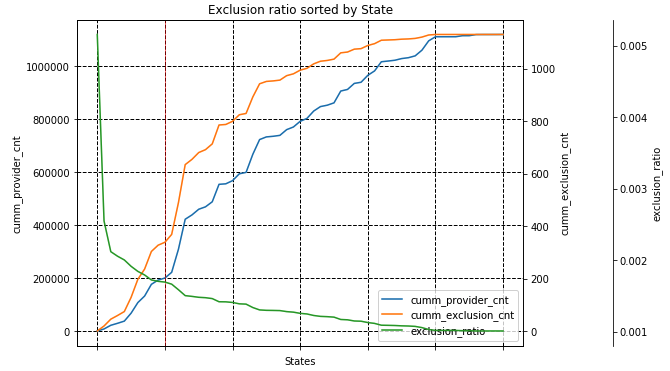 Exclusion ratio sorted by State
1000000
800000
600000
400000
200000
0
cumm_provider_cnt
1000
800
600
400
200
0
cumm_exclusion_cnt
0.005
0.004
0.003
0.002
0.001
exclusion_ratio
cumm_provider_cnt
cumm_exclusion_cnt
exclusion_ratio
States